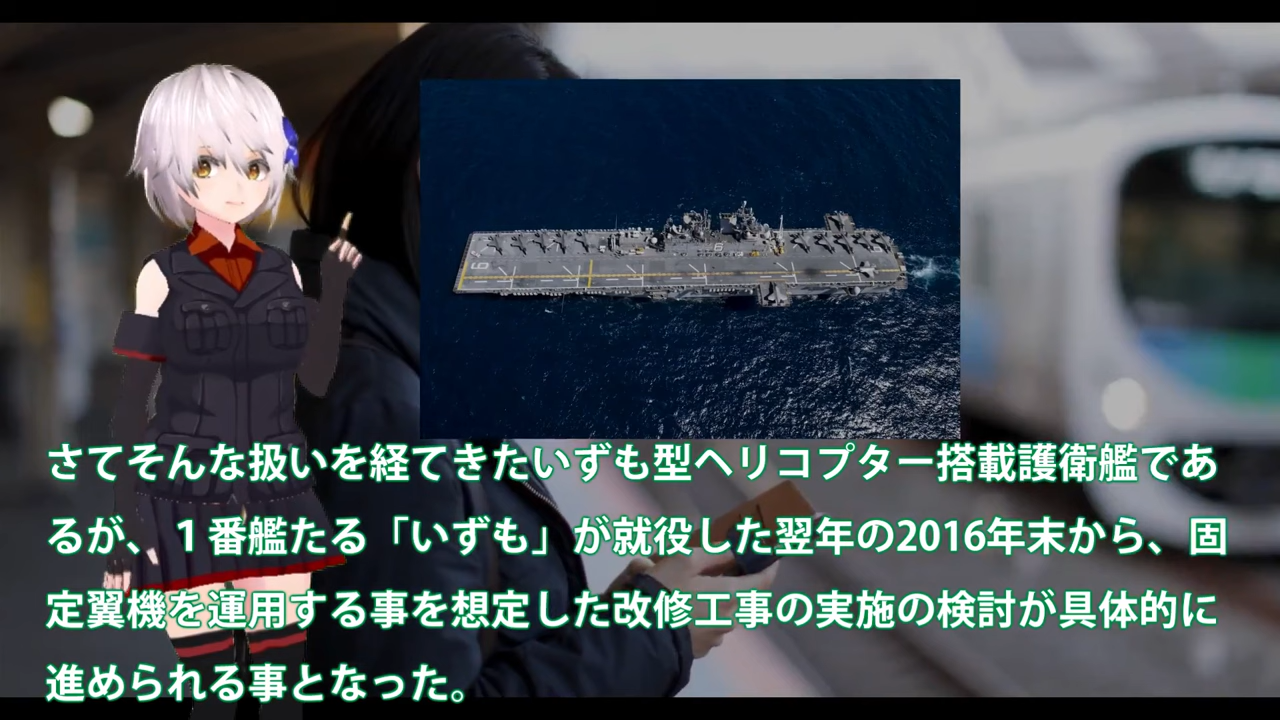 さてそんな扱いを経てきたいずも型ヘリコプター搭載護衛艦であ
るが、１番艦たる「いずも」が就役した翌年の2016年末から、固
定翼機を運用する事を想定した改修工事の実施の検討が具体的に
進められる事となった。